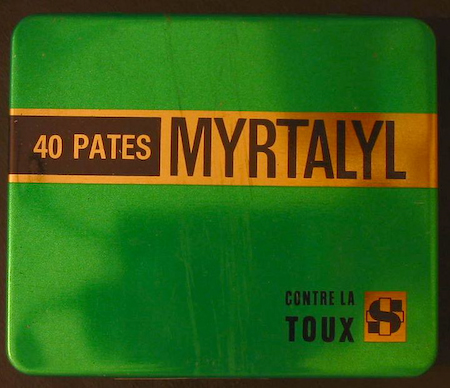 40 PATES MYRTALYL
CONTRE LA
TOUX S